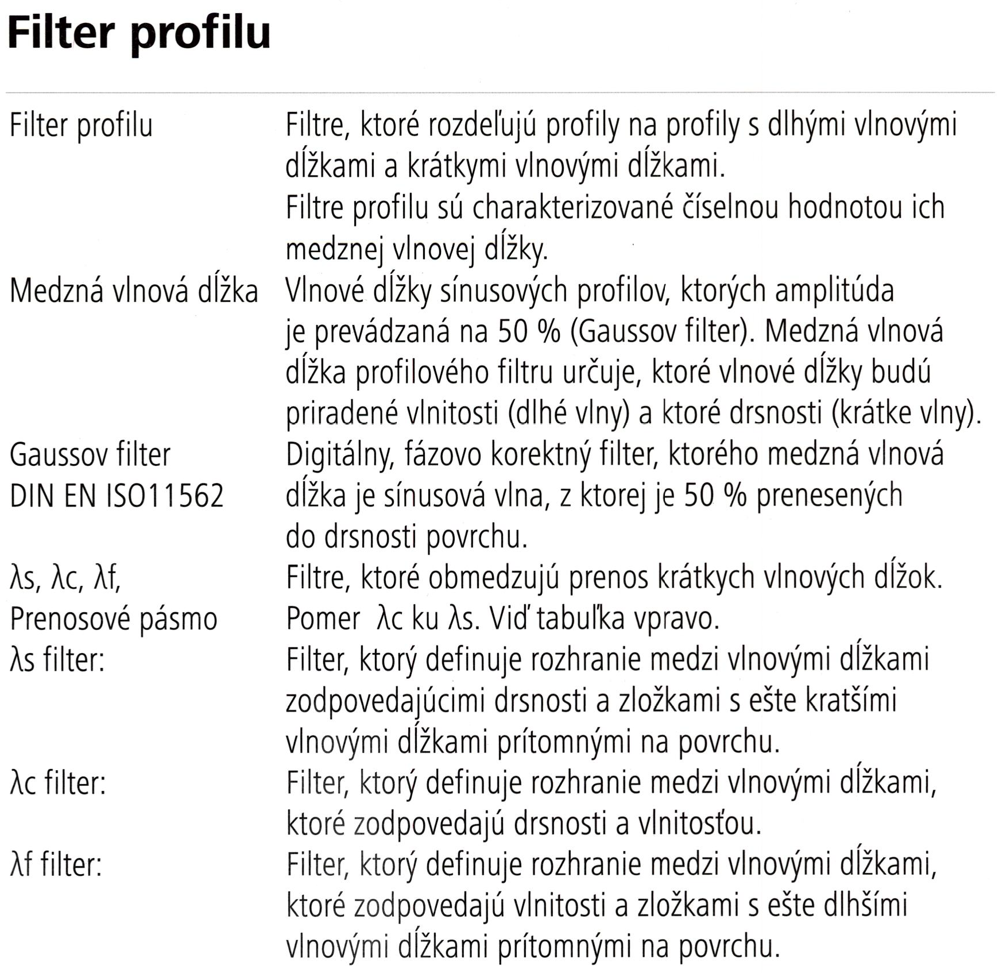 Filter profilu
Filter profilu Filtre, ktoré rozdeľujú profily na profily s dlhými vlnovými
dĺžkami a krátkymi vlnovými dĺžkami.
Filtre profilu sú charakterizované číselnou hodnotou ich
medznej vlnovej dĺžky.
Medzná vlnová dĺžka Vlnové dĺžky sínusových profilov, ktorých amplitúda
je prevádzaná na 50 % (Gaussov filter). Medzná vlnová
dĺžka profilového filtru určuje, ktoré vlnové dĺžky budú
priradené vlnitosti (dlhé vlny) a ktoré drsnosti (krátke vlny).
Gaussov filter Digitálny, fázovo korektný filter, ktorého medzná vlnová
DIN EN ISO11562 dĺžka je sínusová vlna, z ktorej je 50 % prenesených
do drsnosti povrchu.
λs, λc, λf, Filtre, ktoré obmedzujú prenos krátkych vlnových dĺžok.
Prenosové pásmo Pomer λc ku λs. Viď tabuľka vpravo.
λs filter: Filter, ktorý definuje rozhranie medzi vlnovými dĺžkami
zodpovedajúcimi drsnosti a zložkami s ešte kratšími
vlnovými dĺžkami prítomnými na povrchu.
λc filter: Filter, ktorý definuje rozhranie medzi vlnovými dĺžkami,
ktoré zodpovedajú drsnosti a vlnitosťou.
λf filter: Filter, ktorý definuje rozhranie medzi vlnovými dĺžkami,
ktoré zodpovedajú vlnitosti a zložkami s ešte dlhšími
vlnovými dĺžkami prítomnými na povrchu.